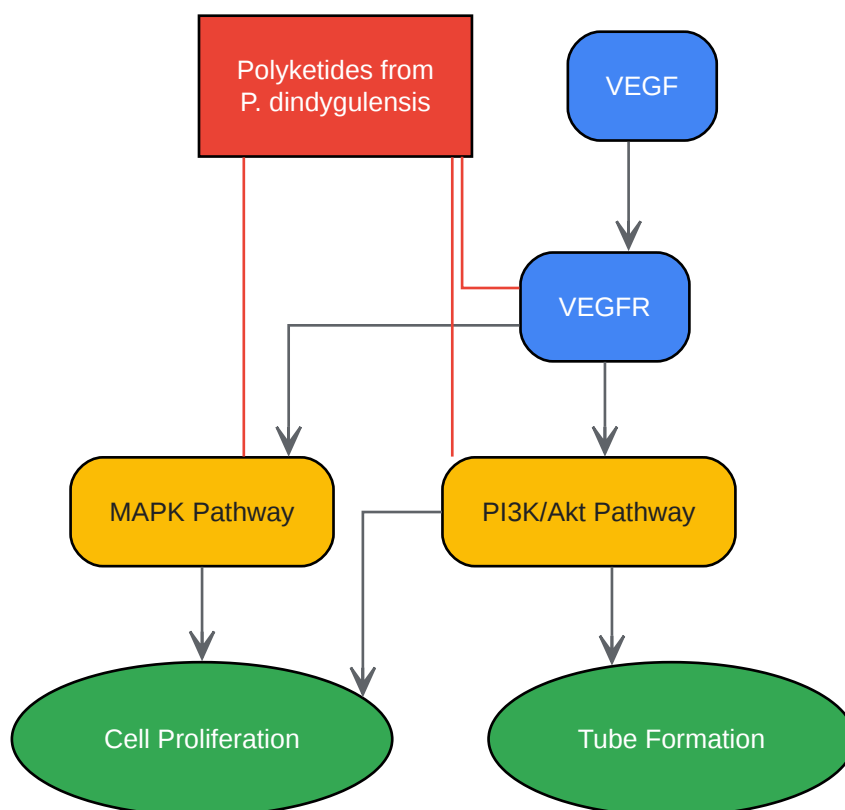 Polyketides from
P. dindygulensis
VEGF
VEGFR
MAPK Pathway
PI3K/Akt Pathway
Cell Proliferation
Tube Formation